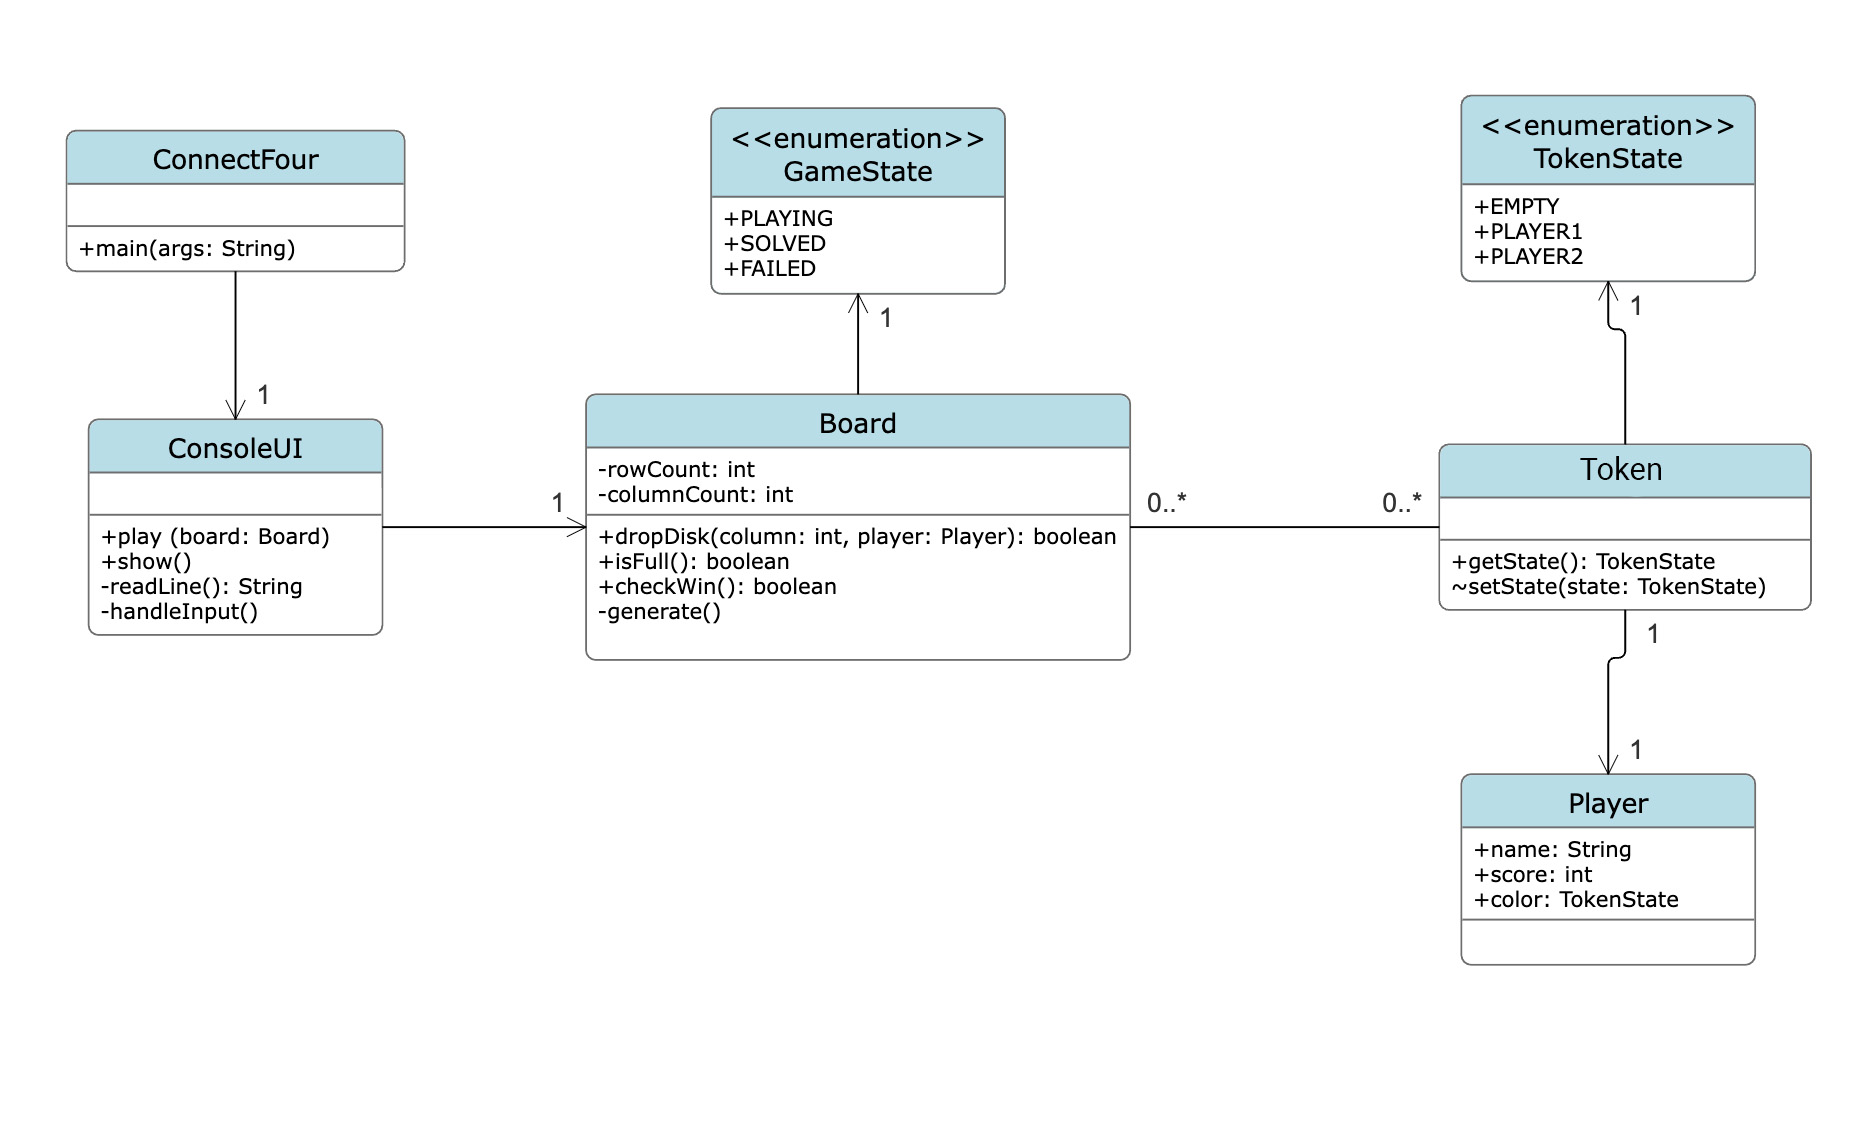 ConnectFour
+main(args: String)
1
ConsoleUI
+play (board: Board)
+show()
-readLine(): String
-handleInput()
1
<<enumeration>>
GameState
+PLAYING
+SOLVED
+FAILED
1
Board
-rowCount: int
-columnCount: int
+dropDisk(column: int, player: Player): boolean
+isFull(): boolean
+checkWin(): boolean
-generate()
0..*
0..*
<<enumeration>>
TokenState
+EMPTY
+PLAYER1
+PLAYER2
1
Token
+getState(): TokenState
~setState(state: TokenState)
1
1
Player
+name: String
+score: int
+color: TokenState